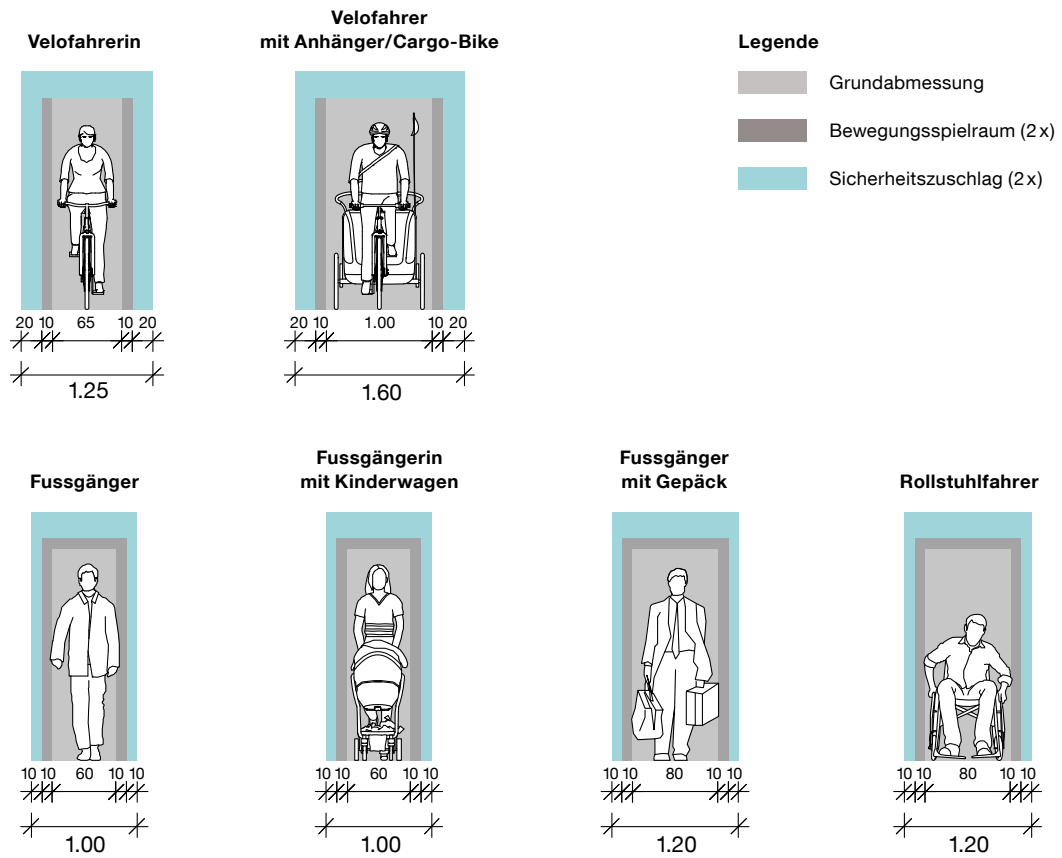 Velofahrerin
Velofahrer
mit Anhänger/Cargo-Bike
Legende
Grundabmessung
Bewegungsspielraum (2 x)
Sicherheitszuschlag (2 x)
20 10 65 10 20
1.25
20 10 1.00 10 20
1.60
Fussgänger
Fussgängerin
mit Kinderwagen
Fussgänger
mit Gepäck
Rollstuhlfahrer
10 10 60 10 10
1.00
10 10 60 10 10
1.00
10 10 80 10 10
1.20
10 10 80 10 10
1.20